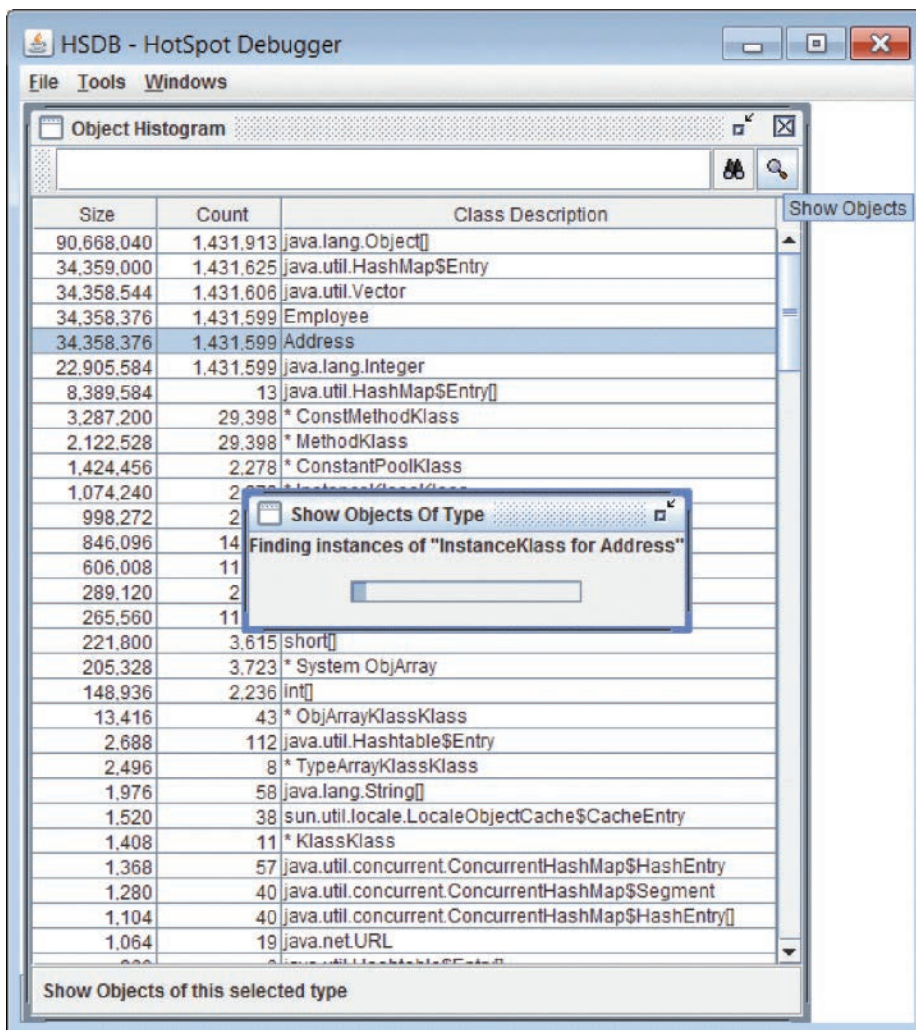 HSDB - HotSpot Debugger
File Tools Windows
Object Histogram
Show Objects
Size Count Class Description
90,668,040 1,431,913 java.lang.Object[]
34,359,000 1,431,625 java.util.HashMap$Entry
34,358,544 1,431,606 java.util.Vector
34,358,376 1,431,599 Employee
34,358,376 1,431,599 Address
22,905,584 1,431,599 java.lang.Integer
8,389,584 13 java.util.HashMap$Entry[]
3,287,200 29,398 * ConstMethodKlass
2,122,528 29,398 * MethodKlass
1,424,456 2,278 * ConstantPoolKlass
1,074,240
998,272 2
846,096 14
606,008 11
289,120 2
265,560 11
Show Objects Of Type
Finding instances of "InstanceKlass for Address"
221,800 3,615 short[]
205,328 3,723 * System ObjArray
148,936 2,236 int[]
13,416 43 * ObjArrayKlassKlass
2,688 112 java.util.Hashtable$Entry
2,496 8 * TypeArrayKlassKlass
1,976 58 java.lang.String[]
1,520 38 sun.util.locale.LocaleObjectCache$CacheEntry
1,408 11 * KlassKlass
1,368 57 java.util.concurrent.ConcurrentHashMap$HashEntry
1,280 40 java.util.concurrent.ConcurrentHashMap$Segment
1,104 40 java.util.concurrent.ConcurrentHashMap$HashEntry[]
1,064 19 java.net.URL
Show Objects of this selected type